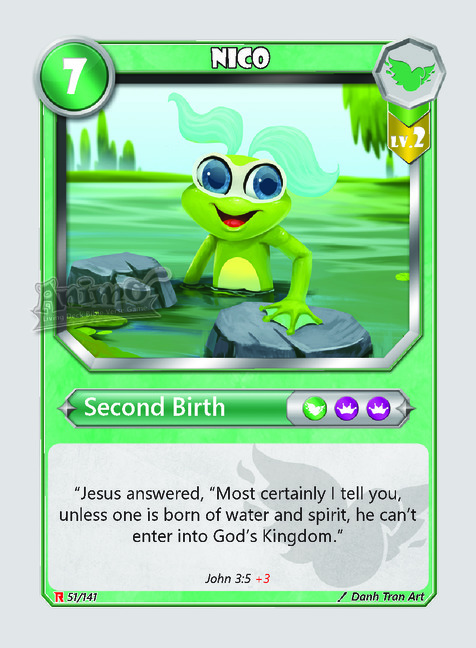 NICO
7
LV.2
Animo
Second Birth
“Jesus answered, “Most certainly I tell you,
unless one is born of water and spirit, he can’t
enter into God’s Kingdom.”
John 3:5 +3
R 51/141
Danh Tran Art